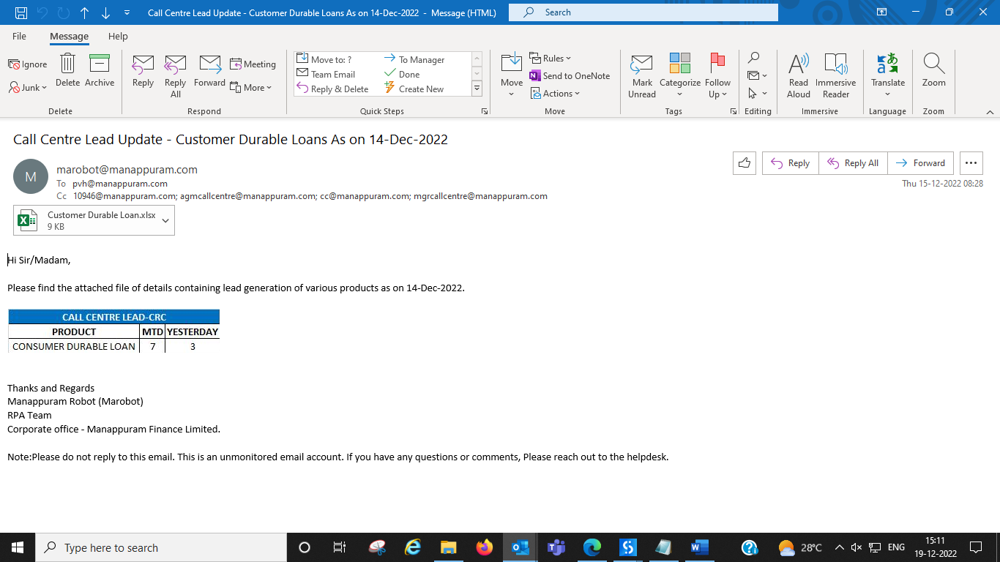 Call Centre Lead Update - Customer Durable Loans As on 14-Dec-2022 - Message (HTML)
Search
File Message Help
Ignore
Junk
Delete
Archive
Delete
Reply
Reply All
Forward
Meeting
More
Respond
Move to: ?
To Manager
Team Email
Done
Reply & Delete
Create New
Quick Steps
Move
Rules
Send to OneNote
Actions
Move
Mark Unread
Categorize
Follow Up
Tags
Editing
Read Aloud
Immersive Reader
Immersive
Translate
Language
Zoom
Zoom
Call Centre Lead Update - Customer Durable Loans As on 14-Dec-2022
M
marobot@manappuram.com
To pvh@manappuram.com
Cc 10946@manappuram.com; agmcallcentre@manappuram.com; cc@manappuram.com; mgrcallcentre@manappuram.com
Reply
Reply All
Forward
Thu 15-12-2022 08:28
Customer Durable Loan.xlsx
9 KB
Hi Sir/Madam,
Please find the attached file of details containing lead generation of various products as on 14-Dec-2022.
CALL CENTRE LEAD-CRC
PRODUCT MTD YESTERDAY
CONSUMER DURABLE LOAN 7 3
Thanks and Regards
Manappuram Robot (Marobot)
RPA Team
Corporate office - Manappuram Finance Limited.
Note:Please do not reply to this email. This is an unmonitored email account. If you have any questions or comments, Please reach out to the helpdesk.
Type here to search
28°C
ENG
15:11
19-12-2022